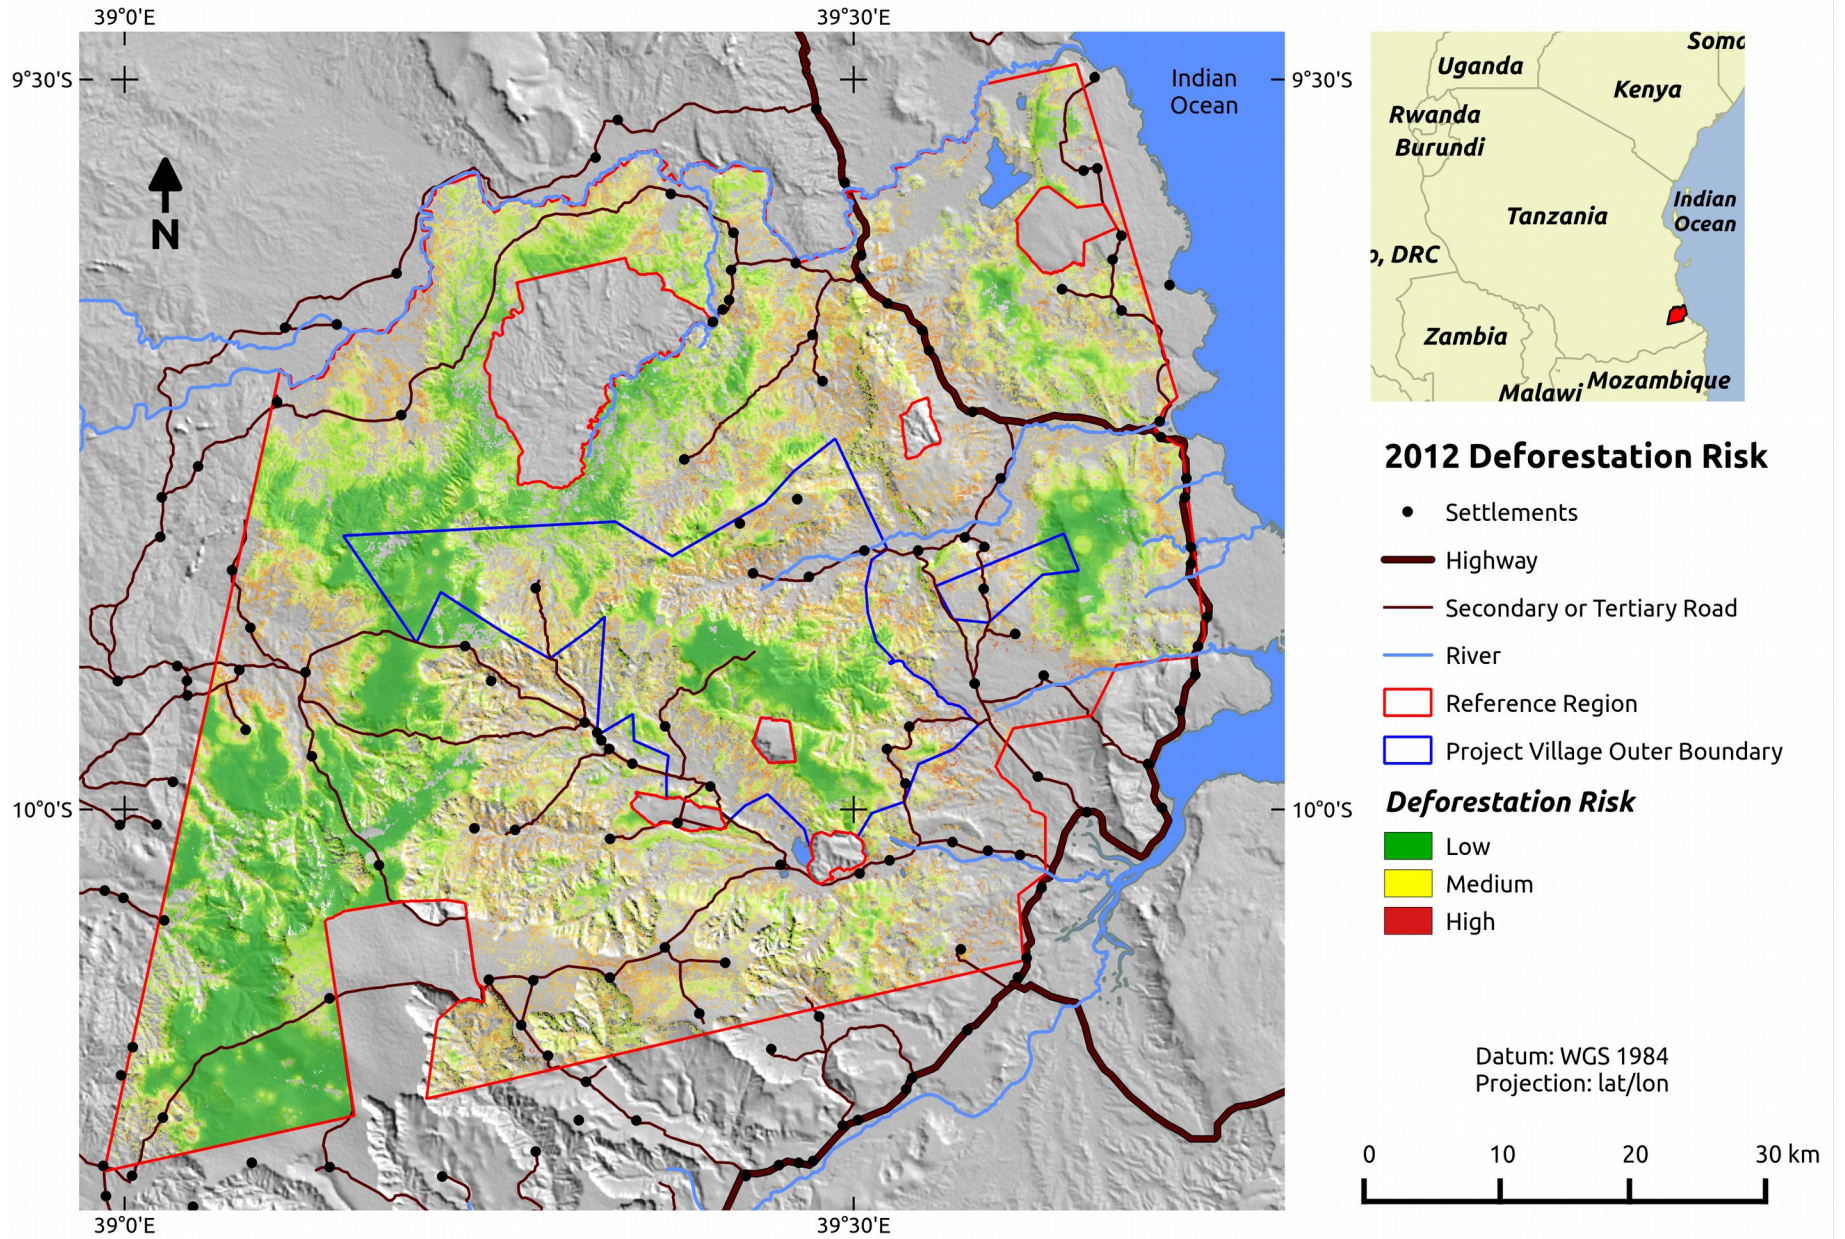 39°0'E
39°30'E
9°30'S
9°30'S
Indian
Ocean
N
10°0'S
10°0'S
39°0'E
39°30'E
Somo
Uganda
Kenya
Rwanda
Burundi
Tanzania
Indian
Ocean
o, DRC
Zambia
Mozambique
Malawi
2012 Deforestation Risk
Settlements
Highway
Secondary or Tertiary Road
River
Reference Region
Project Village Outer Boundary
Deforestation Risk
Low
Medium
High
Datum: WGS 1984
Projection: lat/lon
0 10 20 30 km